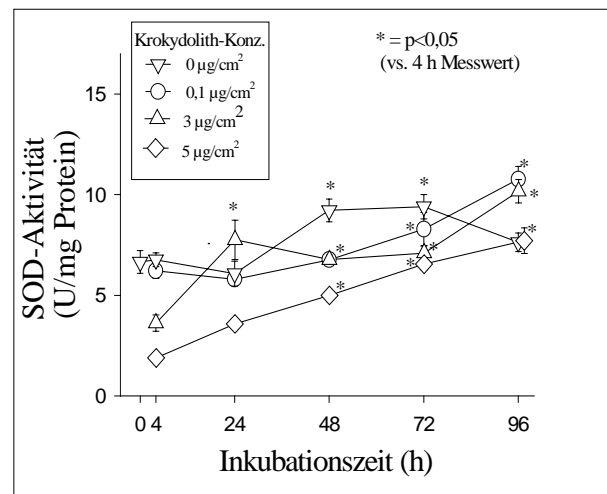 Krokydolith-Konz.
0 µg/cm²
0,1 µg/cm²
3 µg/cm²
5 µg/cm²
* = p<0,05
(vs. 4 h Messwert)
SOD-Aktivität
(U/mg Protein)
15
10
5
0
* * * * * * * * * * * *
0 4 24 48 72 96
Inkubationszeit (h)